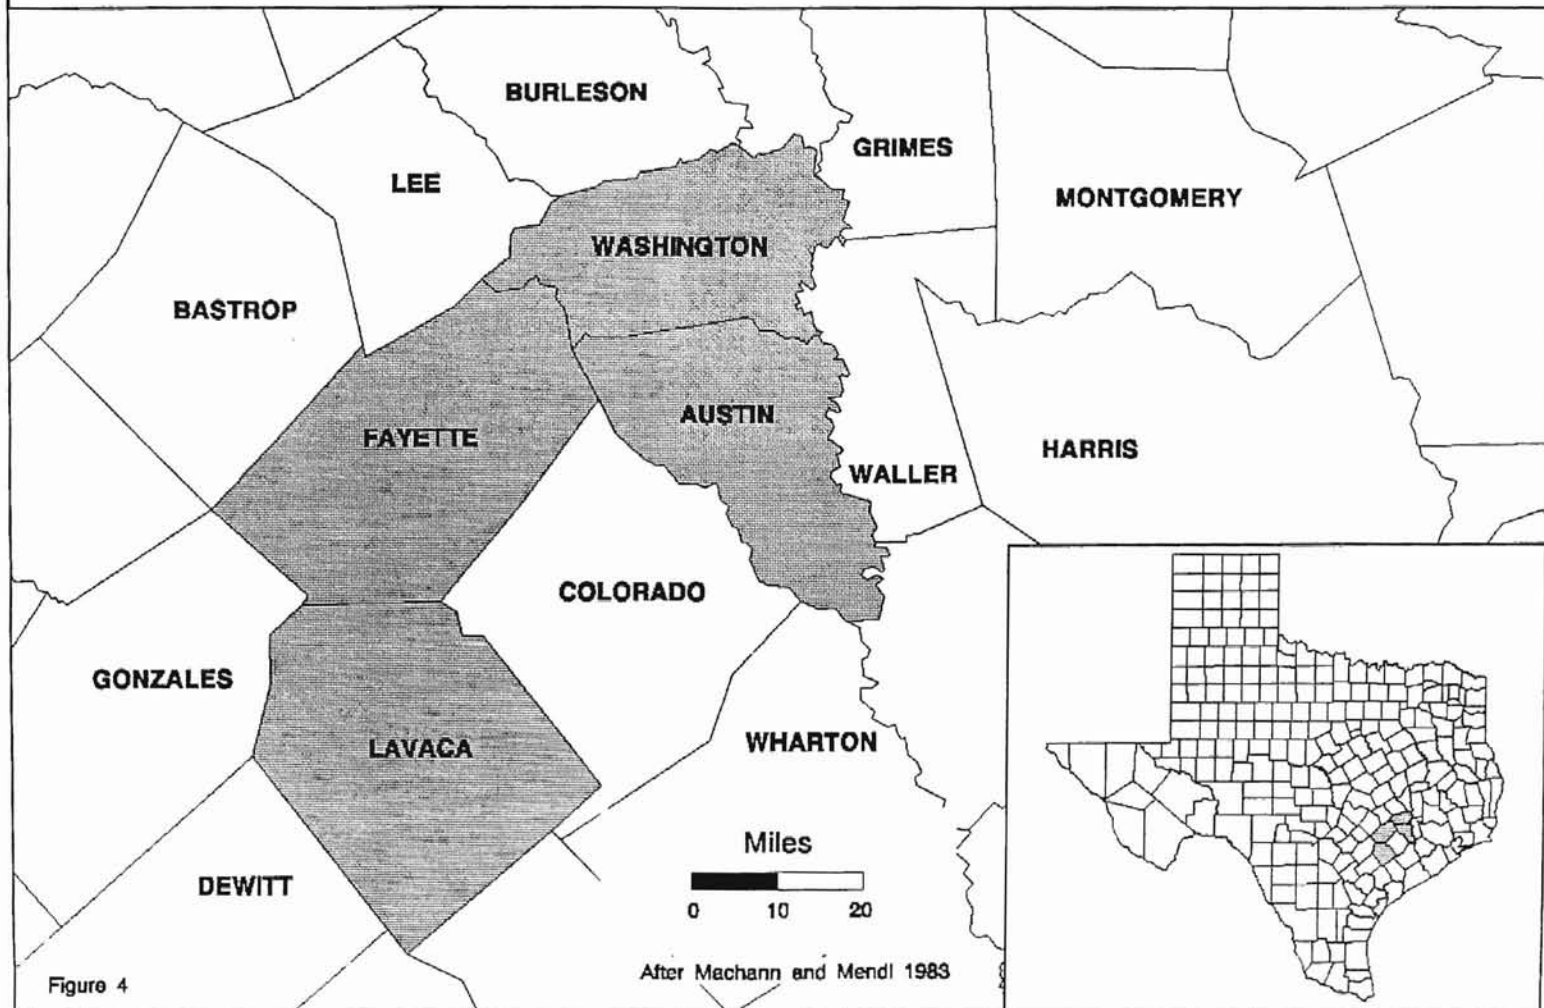 BURLESON
GRIMES
LEE
MONTGOMERY
WASHINGTON
BASTROP
AUSTIN
FAYETTE
HARRIS
WALLER
COLORADO
GONZALES
WHARTON
LAVACA
Miles
DEWITT
0 10 20
After Machann and Mendl 1983
Figure 4